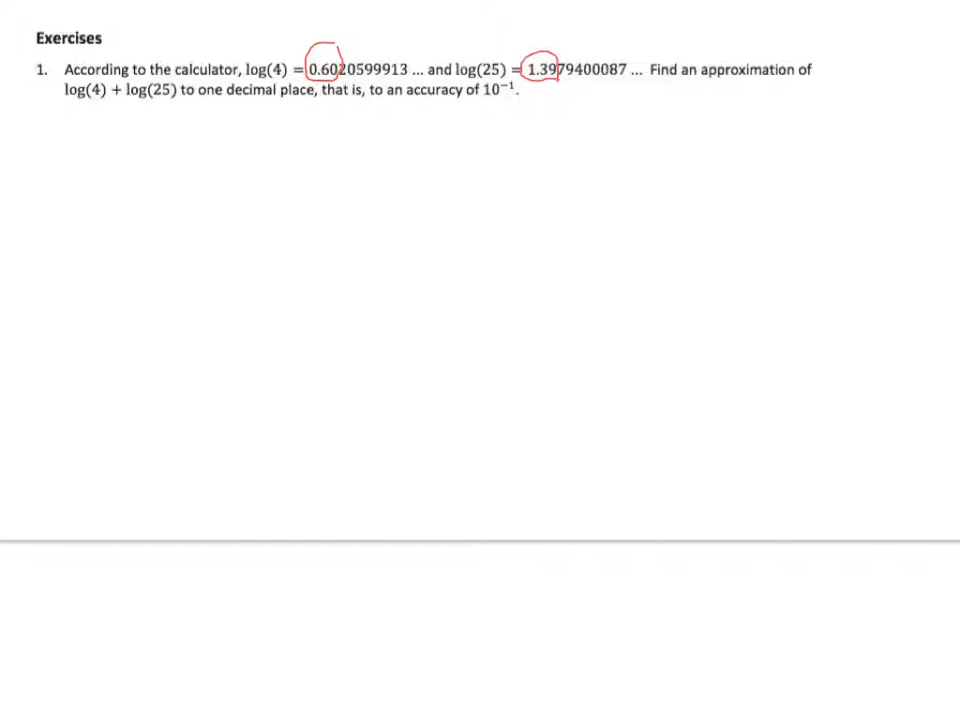 Exercises
1. According to the calculator, log(4) = 0.6020599913 ... and log(25) = 1.3979400087 ... Find an approximation of
log(4) + log(25) to one decimal place, that is, to an accuracy of 10⁻¹.